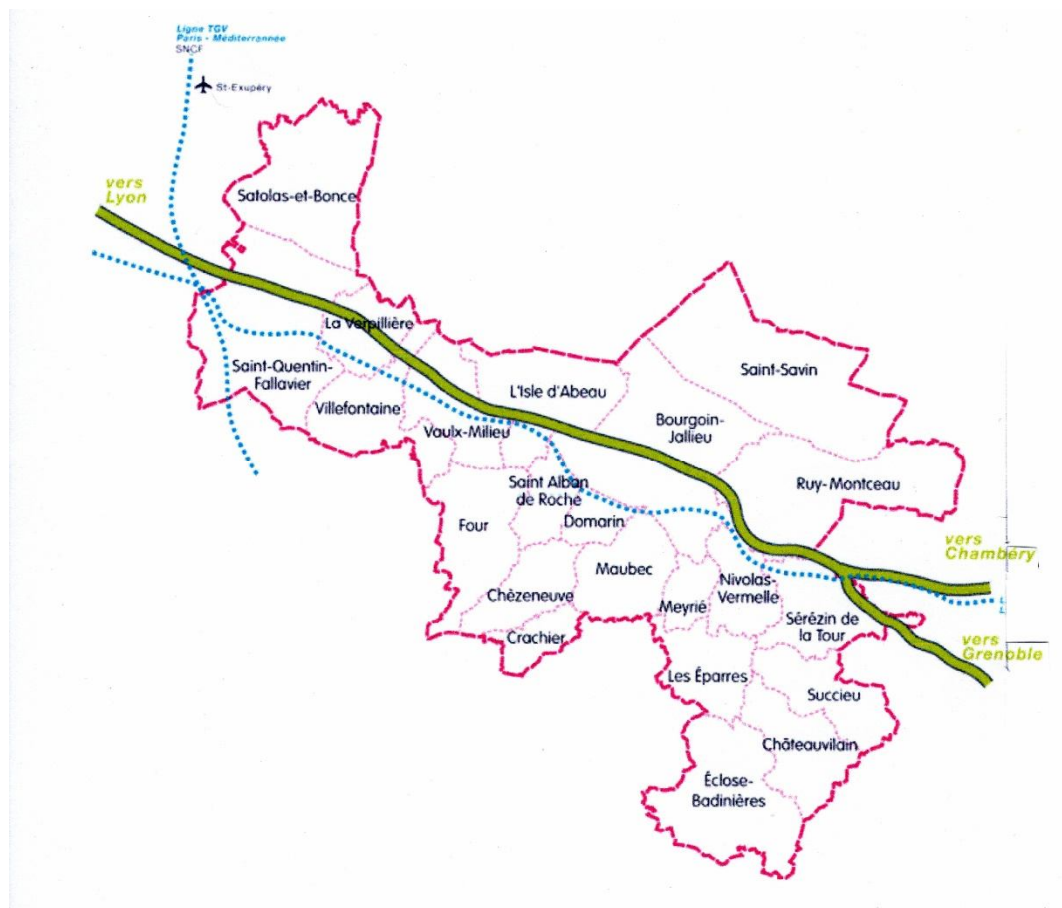 Ligne TGV
Paris - Méditerrannée
SNCF
St-Exupéry
vers
Lyon
Satolas-et-Bonce
La Verpillière
Saint-Quentin-
Fallavier
Villefontaine
L'Isle d'Abeau
Saint-Savin
Bourgoin-
Jallieu
Vaulx-Milieu
Ruy-Montceau
Saint Alban
de Roche
Four
Domarin
vers
Chambéry
Maubec
Nivolas-
Vermelle
Chèzeneuve
Meyrié
Sérézin de
la Tour
Crachier
vers
Grenoble
Les Éparres
Succieu
Châteauvilain
Éclose-
Badinières